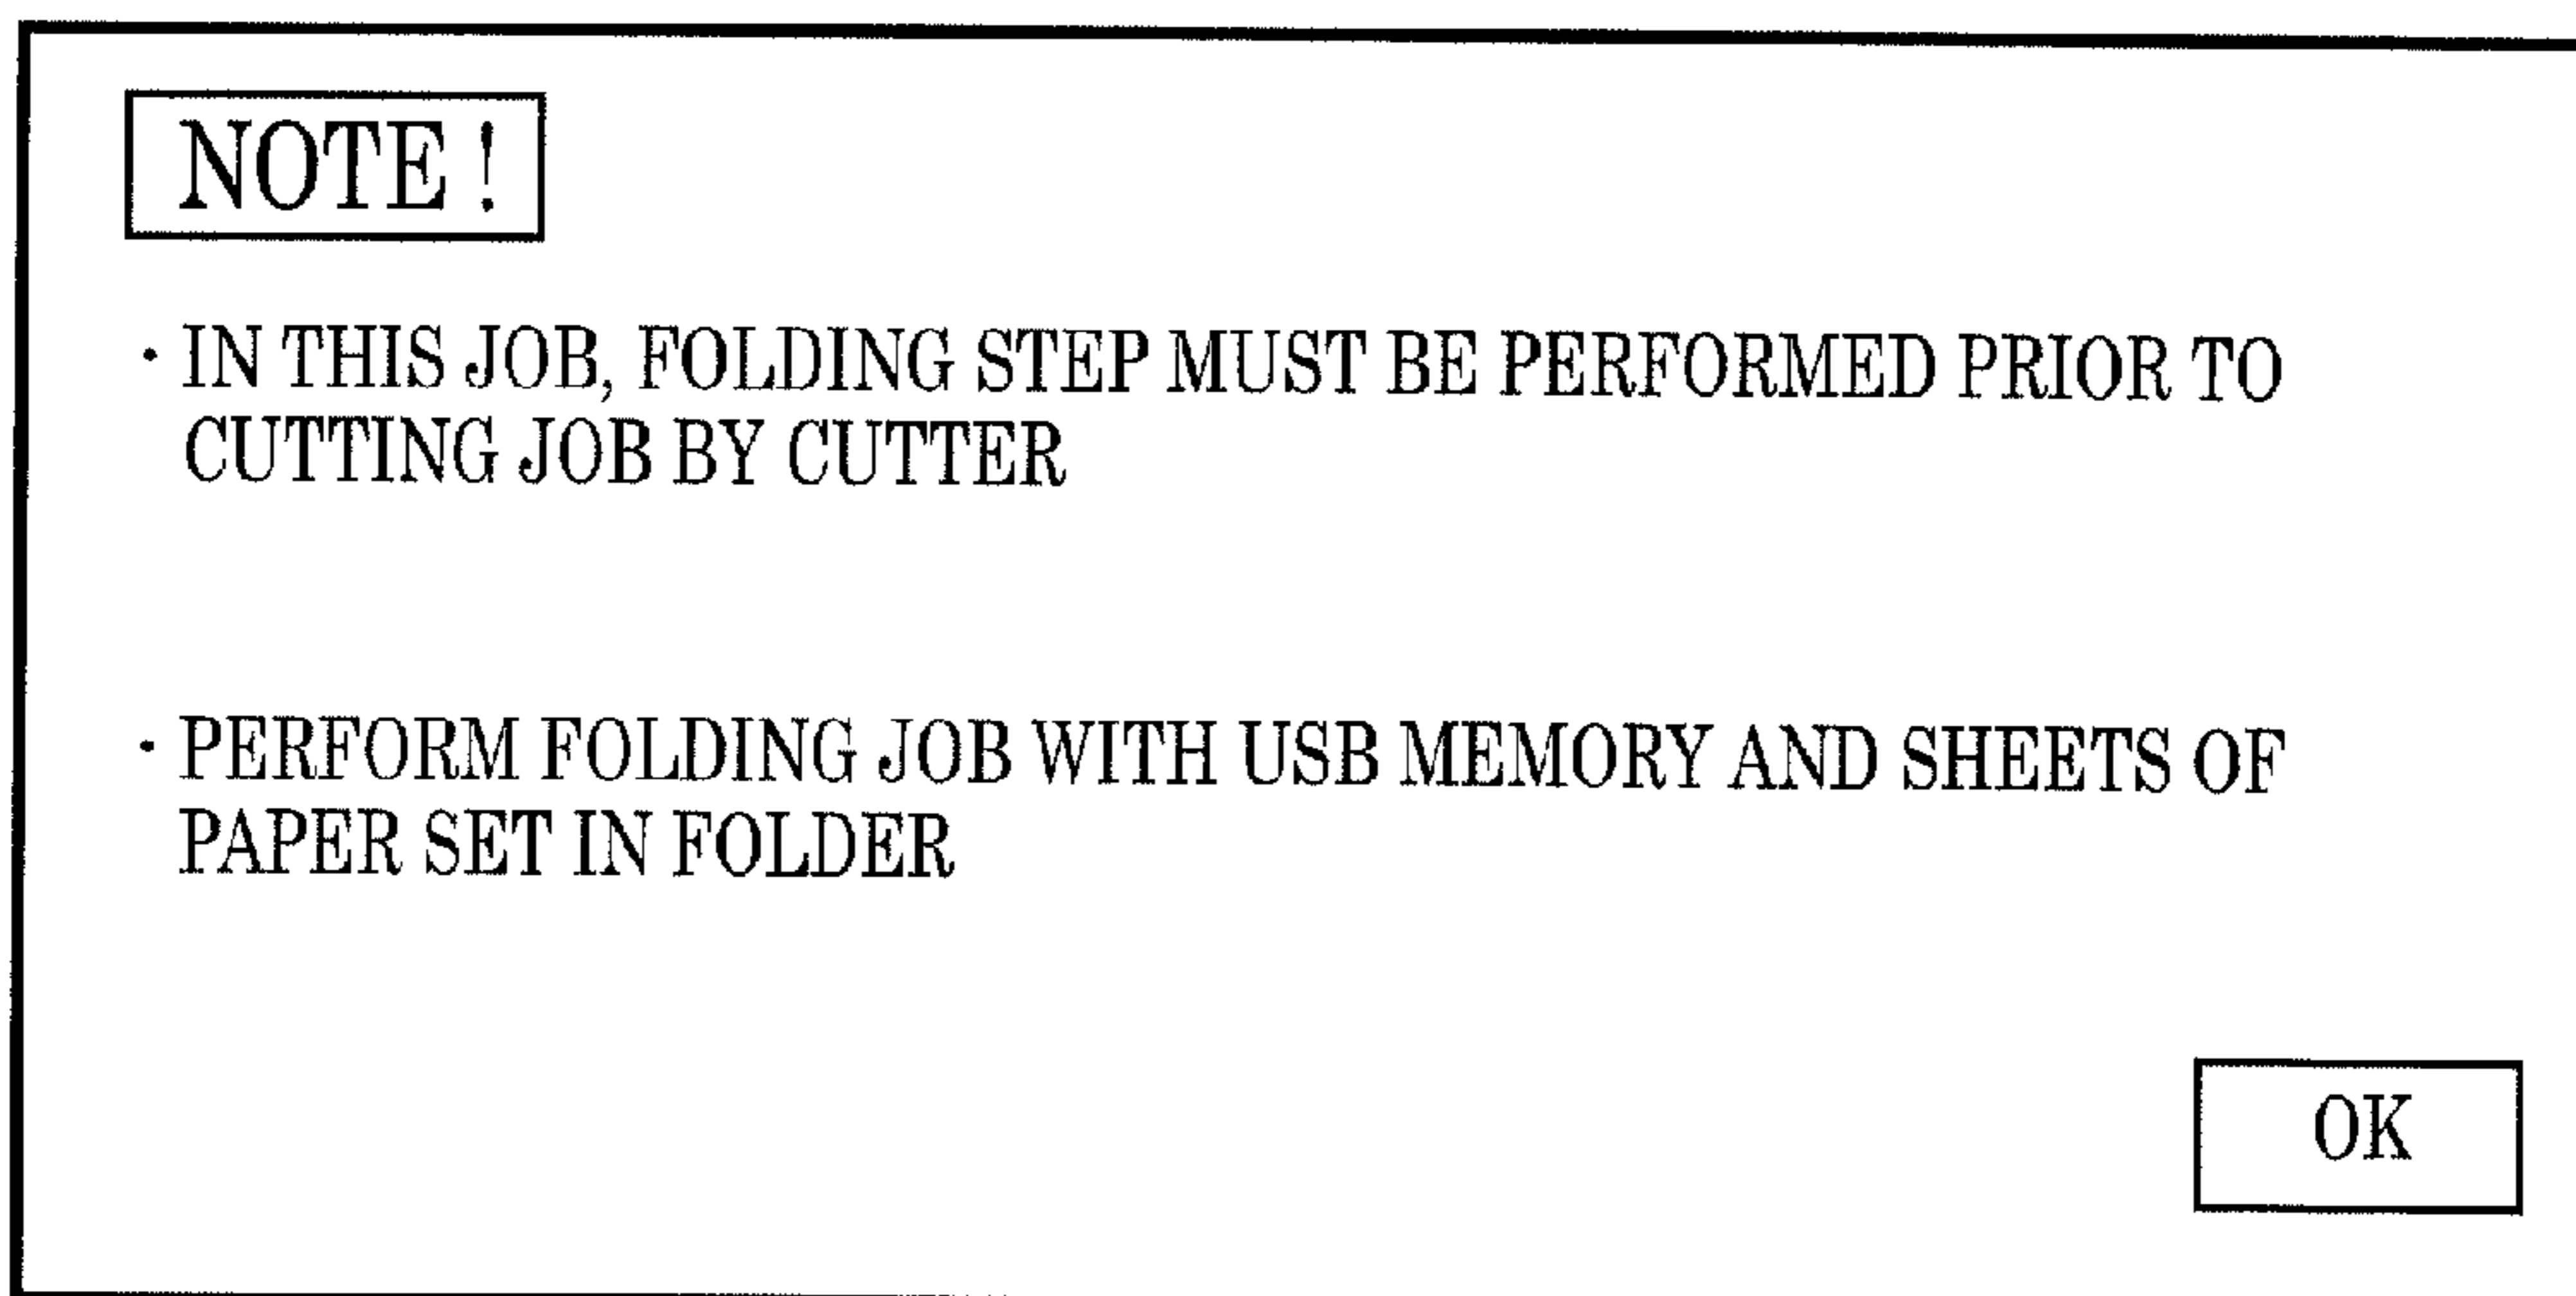 NOTE !
· IN THIS JOB, FOLDING STEP MUST BE PERFORMED PRIOR TO
CUTTING JOB BY CUTTER
· PERFORM FOLDING JOB WITH USB MEMORY AND SHEETS OF
PAPER SET IN FOLDER
OK